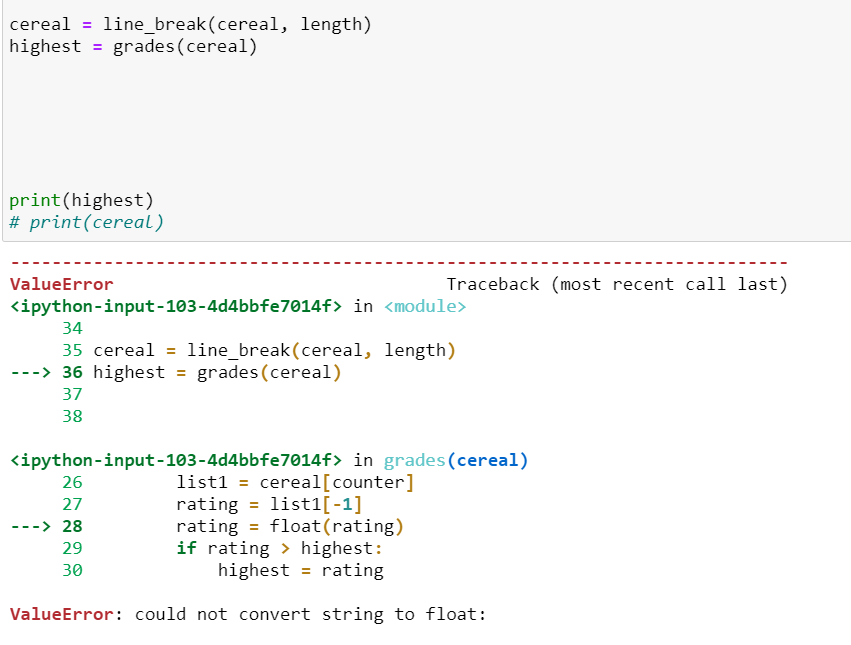 cereal = line_break(cereal, length)
highest = grades(cereal)
print(highest)
# print(cereal)
---------------------------------------------------------------------------
ValueError                                Traceback (most recent call last)
<ipython-input-103-4d4bbfe7014f> in <module>
     34
     35 cereal = line_break(cereal, length)
---> 36 highest = grades(cereal)
     37
     38
<ipython-input-103-4d4bbfe7014f> in grades(cereal)
     26         list1 = cereal[counter]
     27         rating = list1[-1]
---> 28         rating = float(rating)
     29         if rating > highest:
     30             highest = rating
ValueError: could not convert string to float: